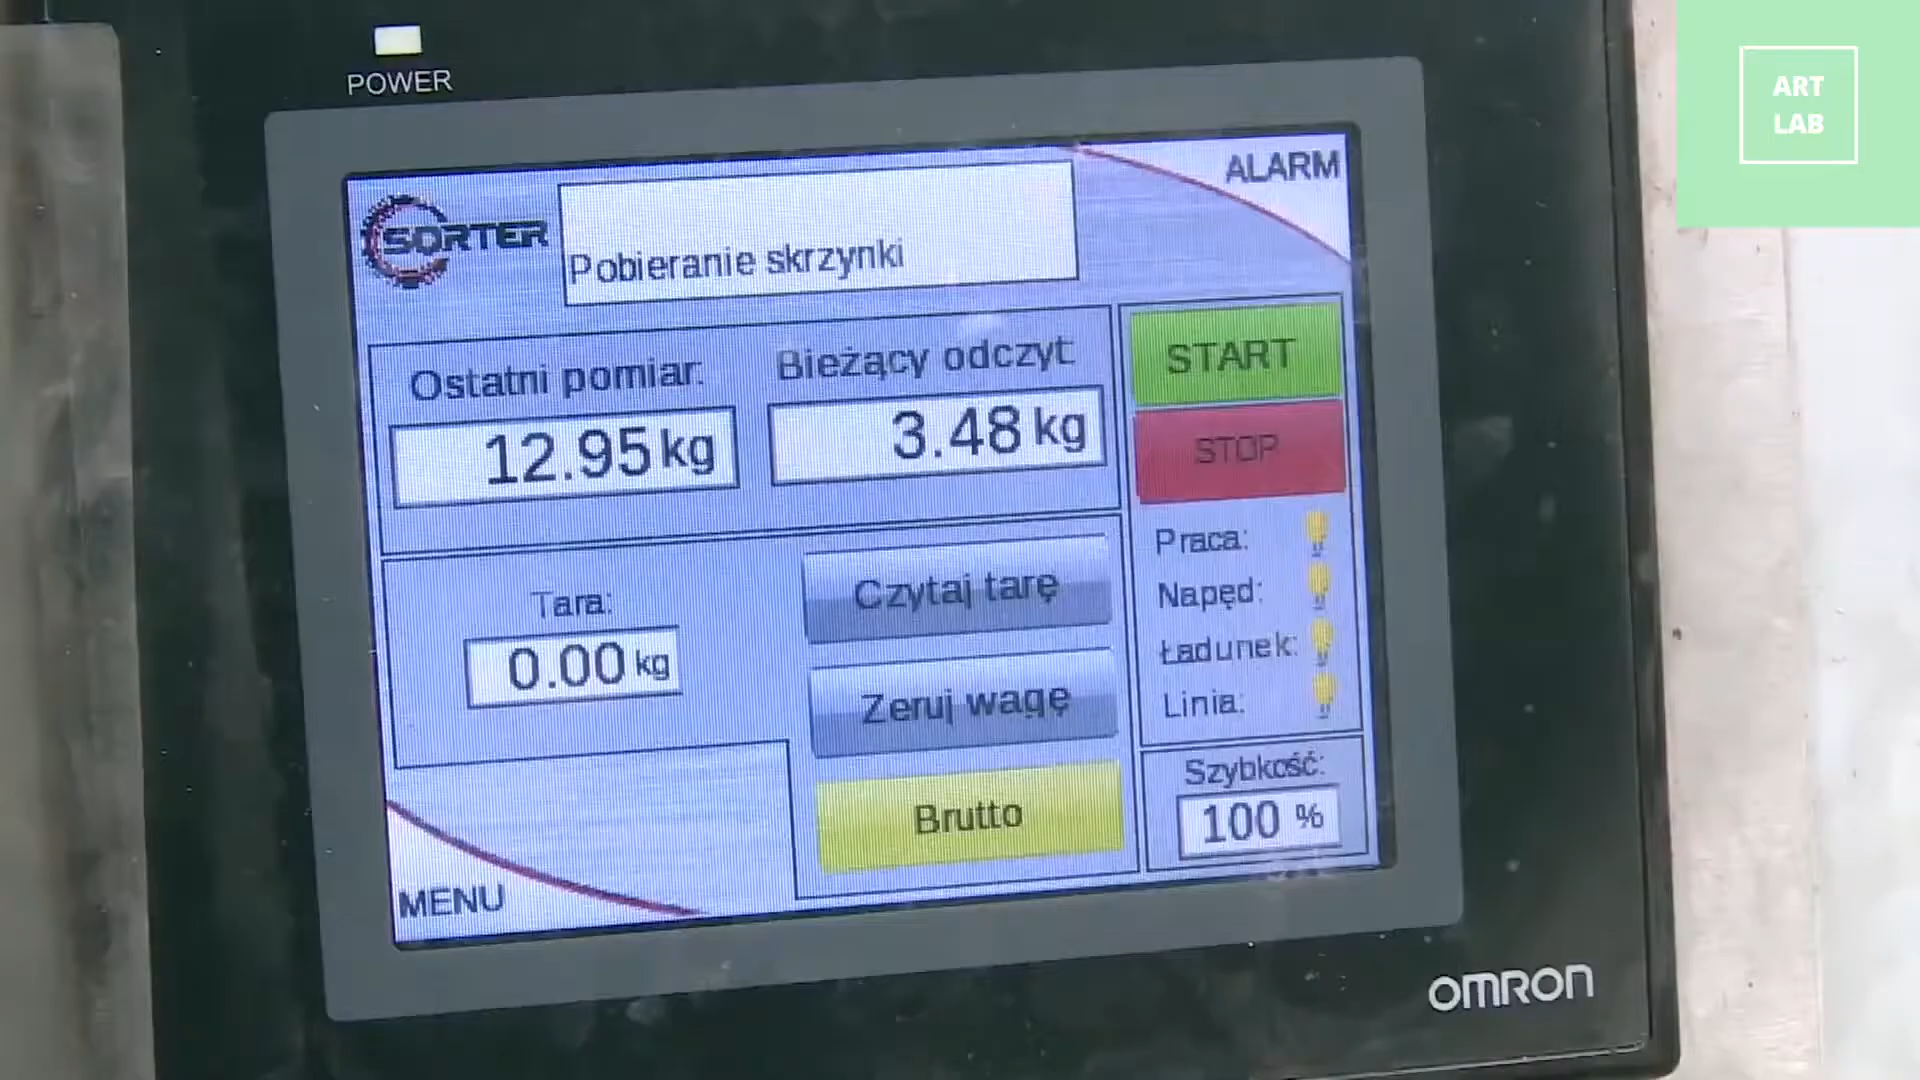 POWER
ART
LAB
ALARM
SORTER
Pobieranie skrzynki
Ostatni pomiar:
Bieżący odczyt:
12.95 kg
3.48 kg
START
STOP
Praca:
Napęd:
Ładunek:
Linia:
Tara:
0.00 kg
Czytaj tarę
Zeruj wagę
Brutto
Szybkość:
100 %
MENU
OMRON